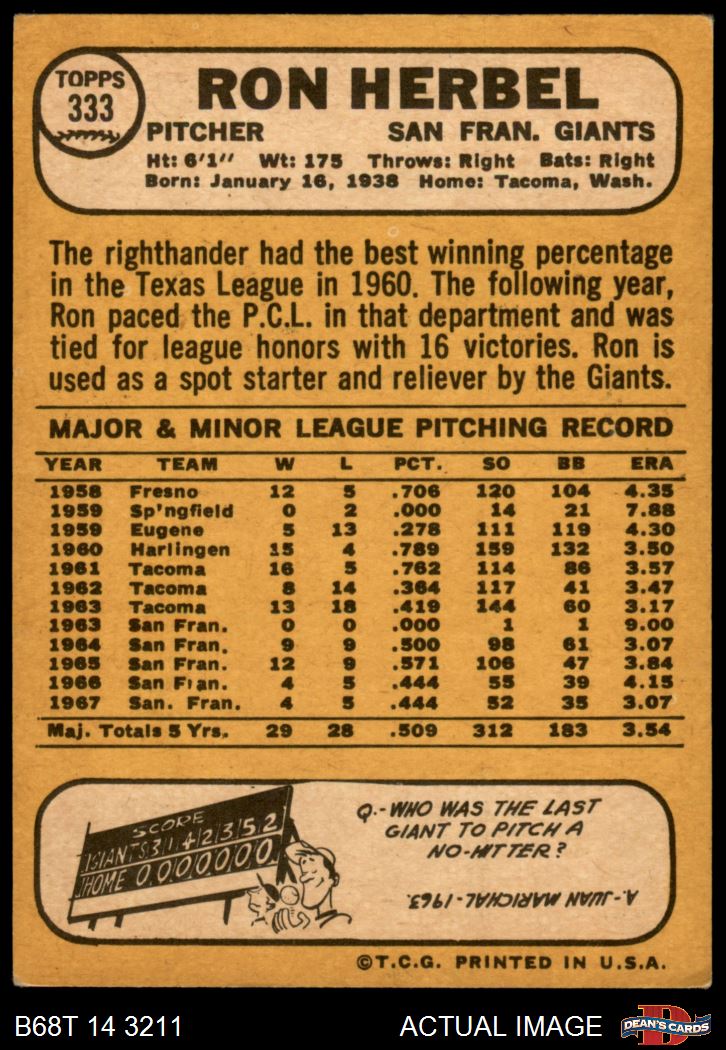 TOPPS
333
RON HERBEL
PITCHER SAN FRAN. GIANTS
Ht: 6'1" Wt: 175 Throws: Right Bats: Right
Born: January 16, 1938 Home: Tacoma, Wash.
The righthander had the best winning percentage
in the Texas League in 1960. The following year,
Ron paced the P.C.L. in that department and was
tied for league honors with 16 victories. Ron is
used as a spot starter and reliever by the Giants.
MAJOR & MINOR LEAGUE PITCHING RECORD
YEAR TEAM W L PCT. SO BB ERA
1958 Fresno 12 5 .706 120 104 4.35
1959 Sp'ngfield 0 2 .000 14 21 7.88
1959 Eugene 5 13 .278 111 119 4.30
1960 Harlingen 15 4 .789 159 132 3.50
1961 Tacoma 16 5 .762 114 86 3.57
1962 Tacoma 8 14 .364 117 41 3.47
1963 Tacoma 13 18 .419 144 60 3.17
1963 San Fran. 0 0 .000 1 1 9.00
1964 San Fran. 9 9 .500 98 61 3.07
1965 San Fran. 12 9 .571 106 47 3.84
1966 San Fran. 4 5 .444 55 39 4.15
1967 San. Fran. 4 5 .444 52 35 3.07
Maj. Totals 5 Yrs. 29 28 .509 312 183 3.54
SCORE
GIANTS 3 1 4 2 3 5 2
HOME 0 0 0 0 0 0 0
Q.- WHO WAS THE LAST
GIANT TO PITCH A
NO-HITTER?
A. JUAN MARICHAL - 1963.
©T.C.G. PRINTED IN U.S.A.
B68T 14 3211 ACTUAL IMAGE
D
DEAN'S CARDS